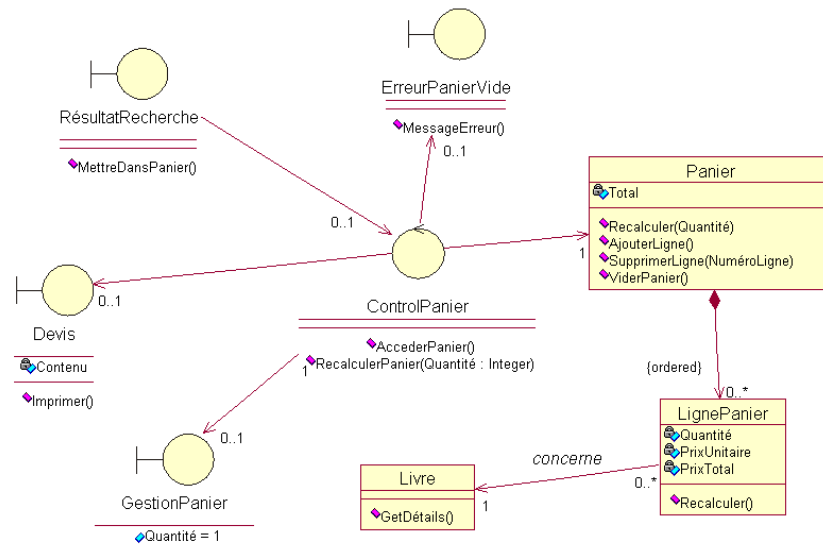 ErreurPanierVide
MessageErreur()
0..1
RésultatRecherche
MettreDansPanier()
0..1
Panier
Total
Recalculer(Quantité)
AjouterLigne()
SupprimerLigne(NuméroLigne)
ViderPanier()
1
0..1
Devis
Contenu
Imprimer()
ControlPanier
AccederPanier()
RecalculerPanier(Quantité : Integer)
1
{ordered}
0..*
LignePanier
Quantité
PrixUnitaire
PrixTotal
Recalculer()
0..1
GestionPanier
Quantité = 1
concerne
0..*
1
Livre
GetDétails()